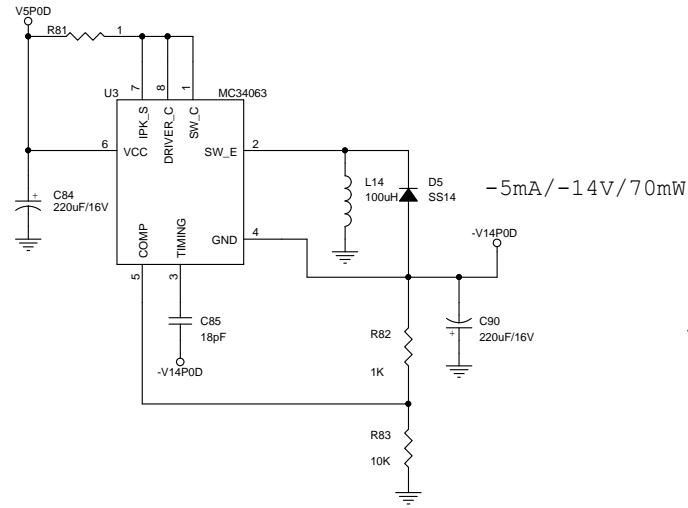 V5P0D
R81 1
7 8 1
U3 MC34063
IPK_S
DRIVER_C
SW_C
6 VCC SW_E 2
C84
220uF/16V
L14
100uH
D5
SS14
-5mA/-14V/70mW
COMP
TIMING
GND 4
-V14P0D
5 3
C85
18pF
-V14P0D
R82
1K
C90
220uF/16V
R83
10K